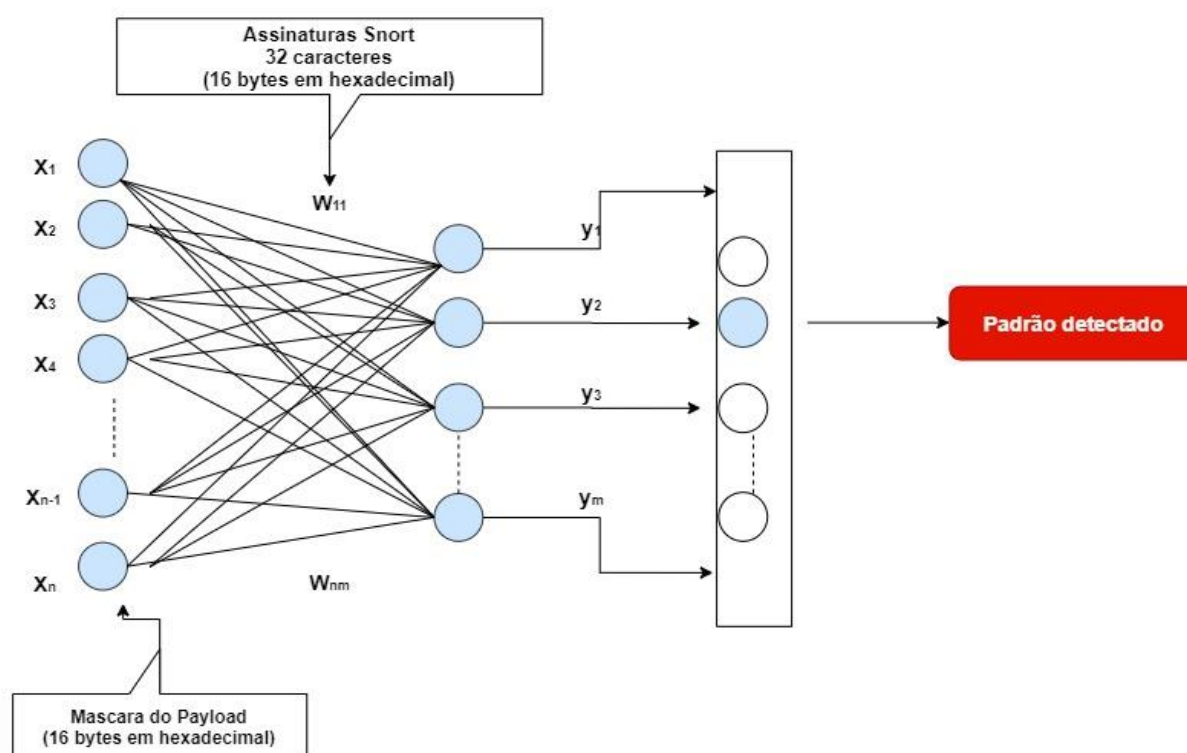 Assinaturas Snort
32 caracteres
(16 bytes em hexadecimal)
X1
W11
X2
y1
X3
y2
Padrão detectado
X4
y3
Xn-1
ym
Xn
Wnm
Mascara do Payload
(16 bytes em hexadecimal)